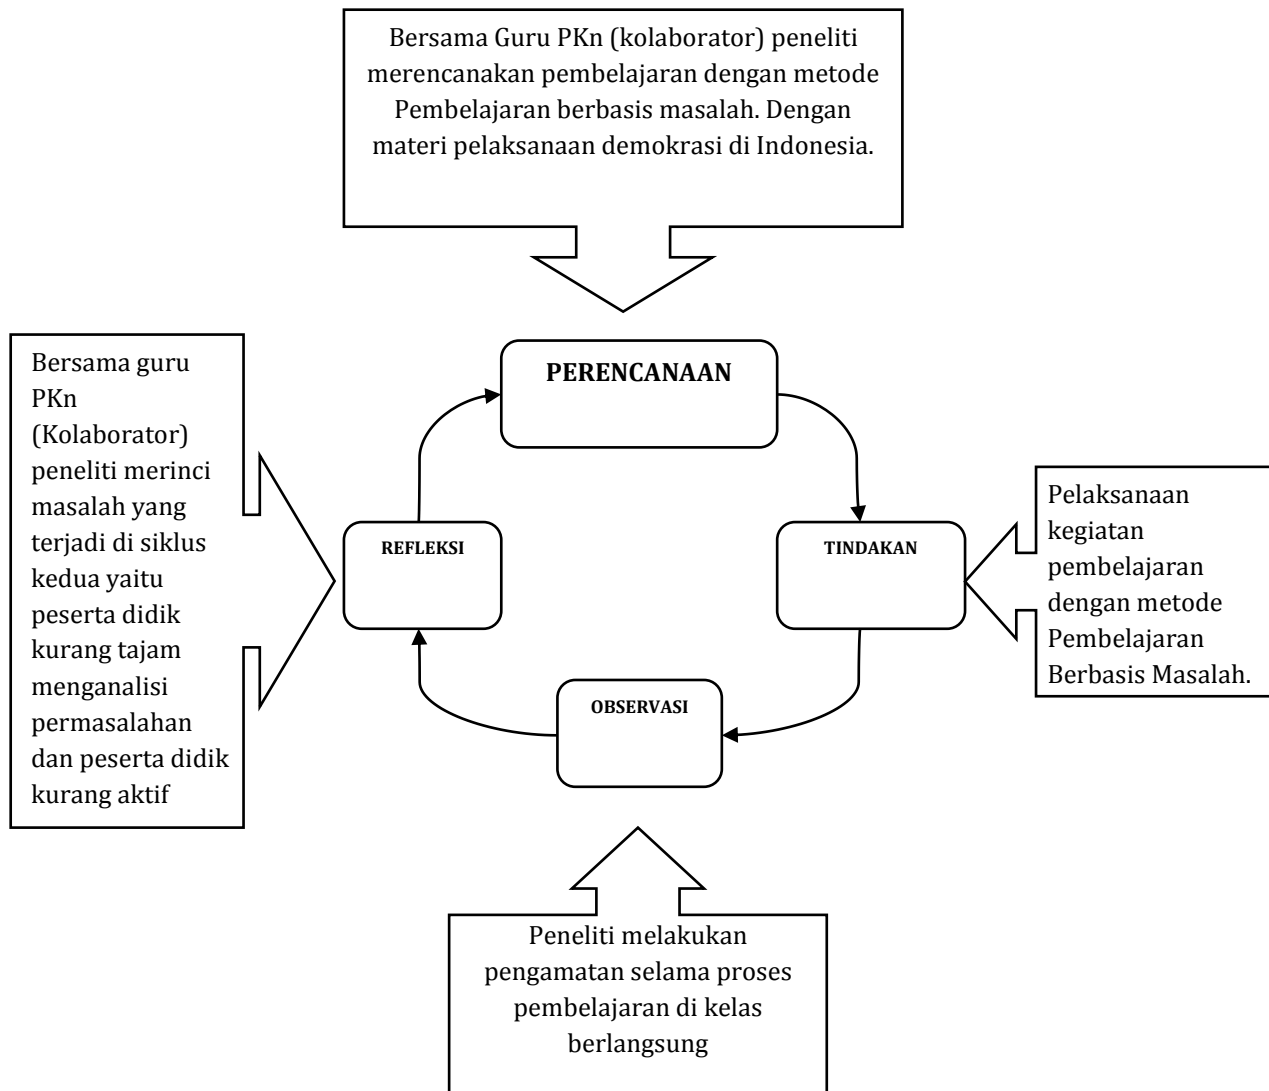 Bersama Guru PKn (kolaborator) peneliti
merencanakan pembelajaran dengan metode
Pembelajaran berbasis masalah. Dengan
materi pelaksanaan demokrasi di Indonesia.
PERENCANAAN
Bersama guru
PKn
(Kolaborator)
peneliti merinci
masalah yang
terjadi di siklus
kedua yaitu
peserta didik
kurang tajam
menganalisi
permasalahan
dan peserta didik
kurang aktif
REFLEKSI
TINDAKAN
Pelaksanaan
kegiatan
pembelajaran
dengan metode
Pembelajaran
Berbasis Masalah.
OBSERVASI
Peneliti melakukan
pengamatan selama proses
pembelajaran di kelas
berlangsung